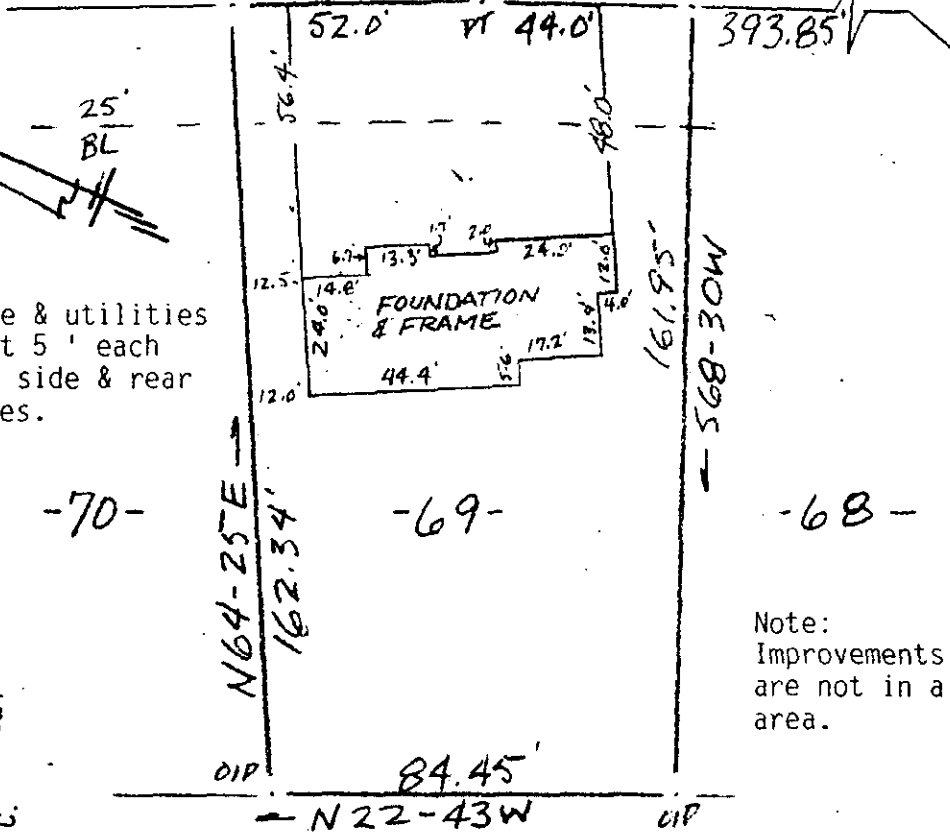 52.0' PT 44.0' 393.85'
56.4'
48.0'
25'
BL
1.7' 2.0
6.7 13.3' 24.0'
12.5 14.8' 12.0' 4.0'
FOUNDATION
& FRAME
24.0' 13.4'
17.2'
5.6'
44.4'
12.0'
161.95'
S68-30W
e & utilities
t 5 ' each
side & rear
es.
-70- -69- -68-
N64-25E
162.34'
Note:
Improvements
are not in a
area.
OIP 84.45' OIP
N22-43W